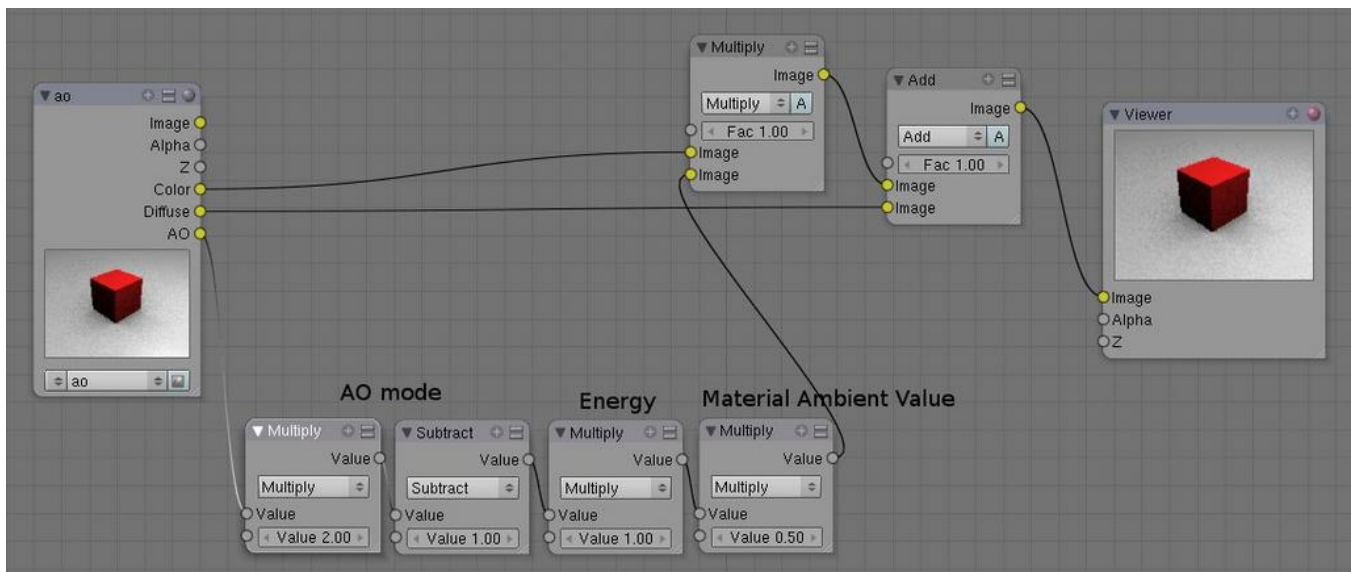 ao
Image
Alpha
Z
Color
Diffuse
AO
ao
Multiply
Image
Multiply A
Fac 1.00
Image
Image
Add
Image
Add A
Fac 1.00
Image
Image
Viewer
Image
Alpha
Z
AO mode
Energy
Material Ambient Value
Multiply
Value
Multiply
Value
Value 2.00
Subtract
Value
Subtract
Value
Value 1.00
Multiply
Value
Multiply
Value
Value 1.00
Multiply
Value
Multiply
Value
Value 0.50